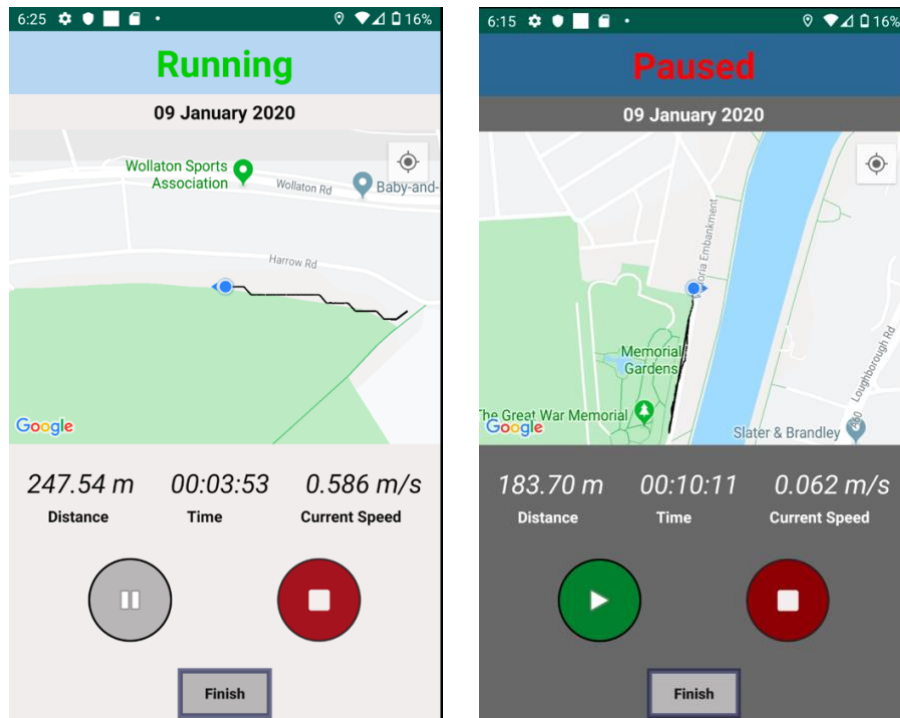 6:25
16%
Running
09 January 2020
Wollaton Sports
Association
Wollaton Rd
Baby-and-
Harrow Rd
Google
247.54 m
00:03:53
0.586 m/s
Distance
Time
Current Speed
Finish
6:15
16%
Paused
09 January 2020
Victoria Embankment
Memorial
Gardens
The Great War Memorial
Google
Loughborough Rd
Slater & Brandley
183.70 m
00:10:11
0.062 m/s
Distance
Time
Current Speed
Finish